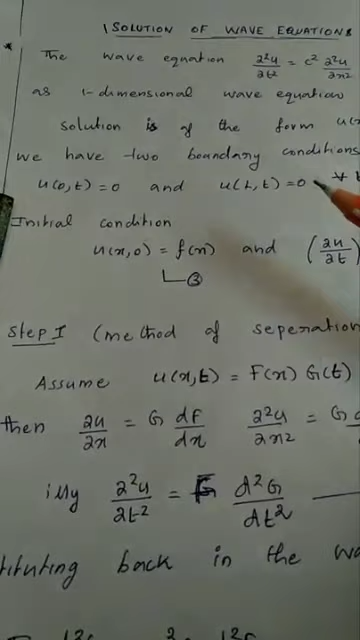 SOLUTION OF WAVE EQUATION
The wave equation ∂²u/∂t² = c² ∂²u/∂x²
as 1-dimensional wave equation
solution is of the form u(x
we have two boundary conditions
u(0,t)=0 and u(L,t)=0 ∀ t
Initial condition
u(x,0) = f(x) and (∂u/∂t)
③
Step I (method of seperation
Assume u(x,t) = F(x) G(t)
then ∂u/∂x = G dF/dx ∂²u/∂x² = G d
illy ∂²u/∂t² = F d²G/dt²
tituting back in the wa